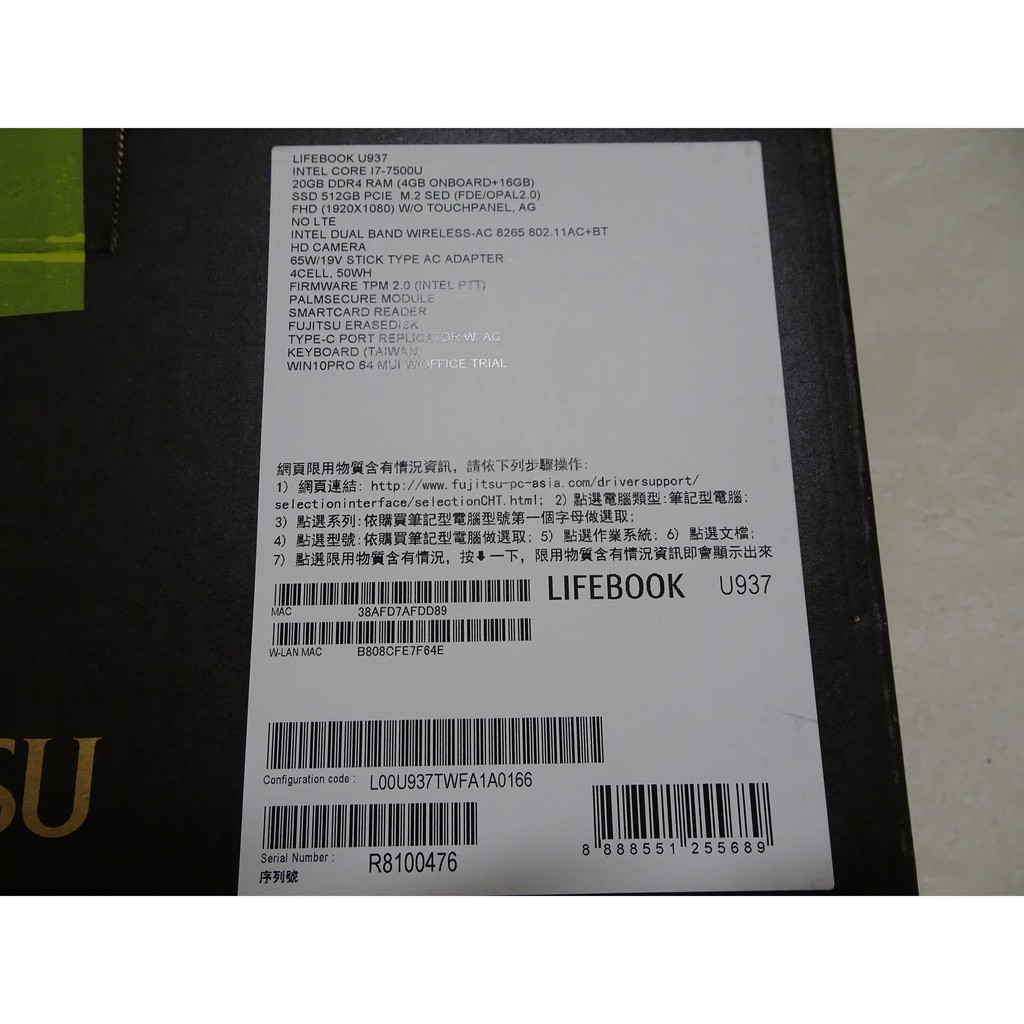 LIFEBOOK U937
INTEL CORE I7-7500U
20GB DDR4 RAM (4GB ONBOARD+16GB)
SSD 512GB PCIE M.2 SED (FDE/OPAL2.0)
FHD (1920X1080) W/O TOUCHPANEL, AG
NO LTE
INTEL DUAL BAND WIRELESS-AC 8265 802.11AC+BT
HD CAMERA
65W/19V STICK TYPE AC ADAPTER
4CELL, 50WH
FIRMWARE TPM 2.0 (INTEL PTT)
PALMSECURE MODULE
SMARTCARD READER
FUJITSU ERASEDISK
TYPE-C PORT REPLICATOR W/ AC
KEYBOARD (TAIWAN)
WIN10PRO 64 MUI W/OFFICE TRIAL
網頁限用物質含有情況資訊, 請依下列步驟操作:
1) 網頁連結: http://www.fujitsu-pc-asia.com/driversupport/
selectioninterface/selectionCHT.html; 2) 點選電腦類型:筆記型電腦;
3) 點選系列:依購買筆記型電腦型號第一個字母做選取;
4) 點選型號:依購買筆記型電腦做選取; 5) 點選作業系統; 6) 點選文檔;
7) 點選限用物質含有情況, 按⬇一下, 限用物質含有情況資訊即會顯示出來
LIFEBOOK U937
MAC 38AFD7AFDD89
W-LAN MAC B808CFE7F64E
Configuration code : L00U937TWFA1A0166
Serial Number : R8100476
序列號
8 888551 255689
SU